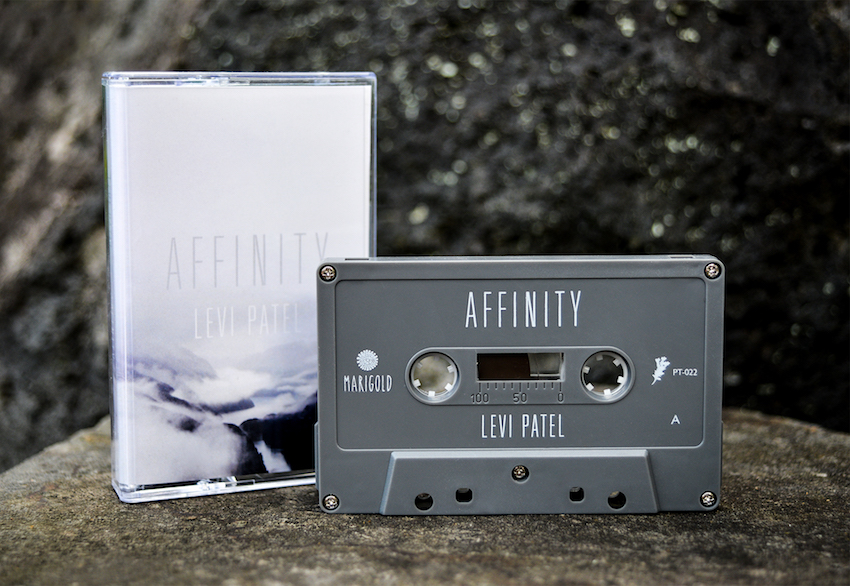 AFFINITY
LEVI PATEL
AFFINITY
MARIGOLD
PT-022
100 50 0
LEVI PATEL
A